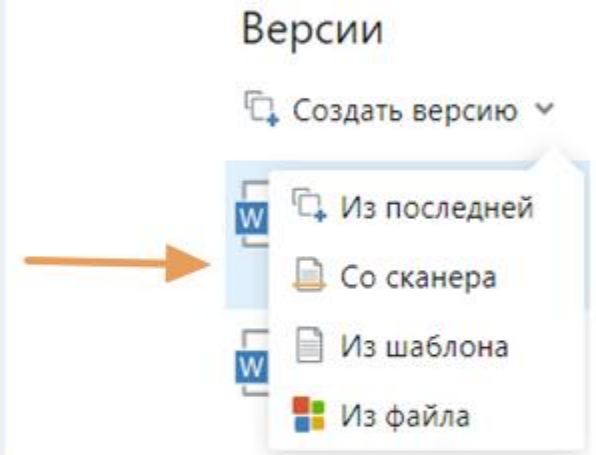 Версии
Создать версию
Из последней
W
Со сканера
Из шаблона
W
Из файла